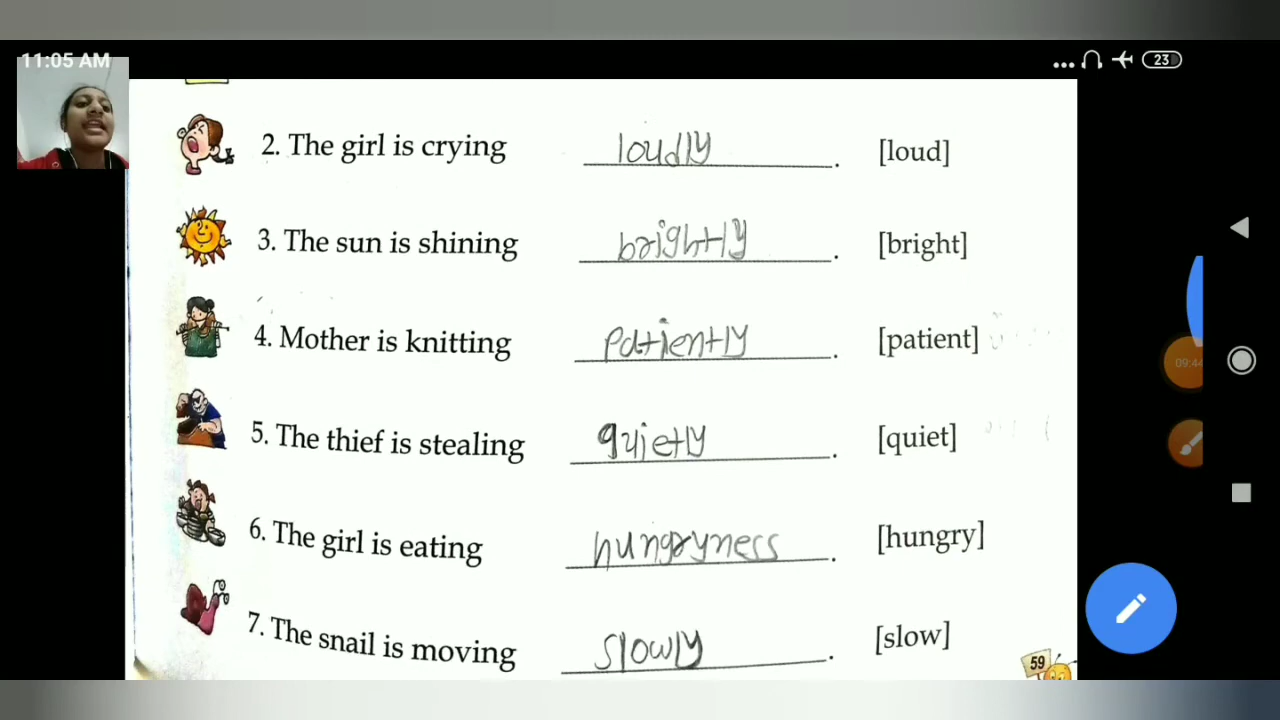 11:05 AM
23
2. The girl is crying loudly. [loud]
3. The sun is shining brightly. [bright]
4. Mother is knitting patiently. [patient]
09:44
5. The thief is stealing quietly. [quiet]
6. The girl is eating hungryness. [hungry]
7. The snail is moving slowly. [slow]
59